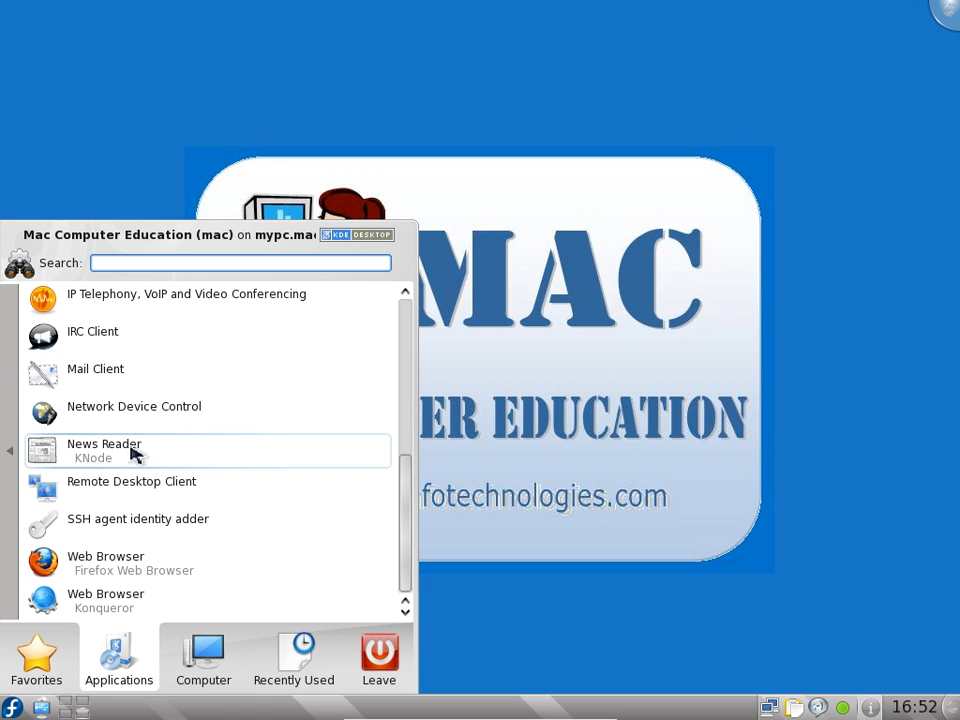 MAC
ER EDUCATION
fotechnologies.com
Mac Computer Education (mac) on mypc.mac
KDE DESKTOP
Search:
IP Telephony, VoIP and Video Conferencing
IRC Client
Mail Client
Network Device Control
News Reader
KNode
Remote Desktop Client
SSH agent identity adder
Web Browser
Firefox Web Browser
Web Browser
Konqueror
Favorites
Applications
Computer
Recently Used
Leave
16:52